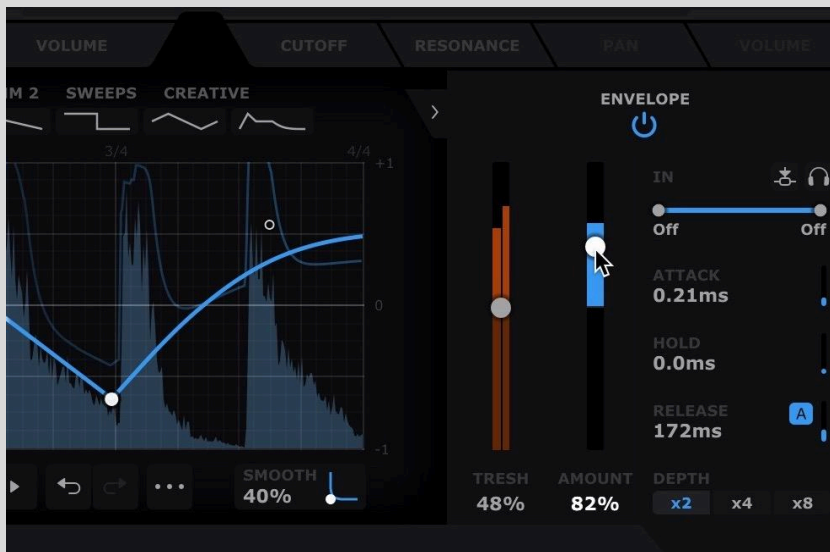 VOLUME CUTOFF RESONANCE PAN VOLUME
M 2 SWEEPS CREATIVE
ENVELOPE
3/4 4/4
+1
IN
Off Off
ATTACK
0.21ms
0
HOLD
0.0ms
RELEASE
172ms
A
-1
SMOOTH
40%
TRESH AMOUNT DEPTH
48% 82% x2 x4 x8